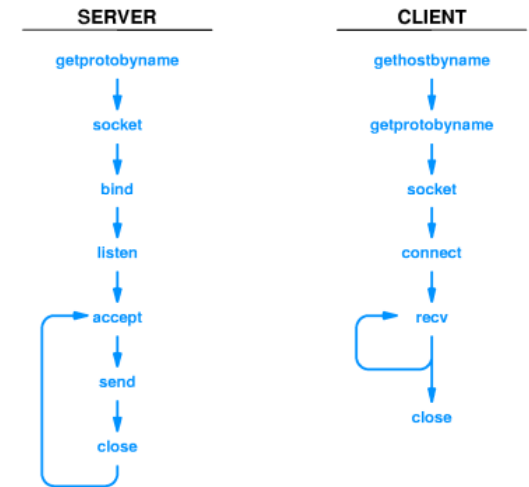 SERVER
getprotobyname
socket
bind
listen
accept
send
close
CLIENT
gethostbyname
getprotobyname
socket
connect
recv
close